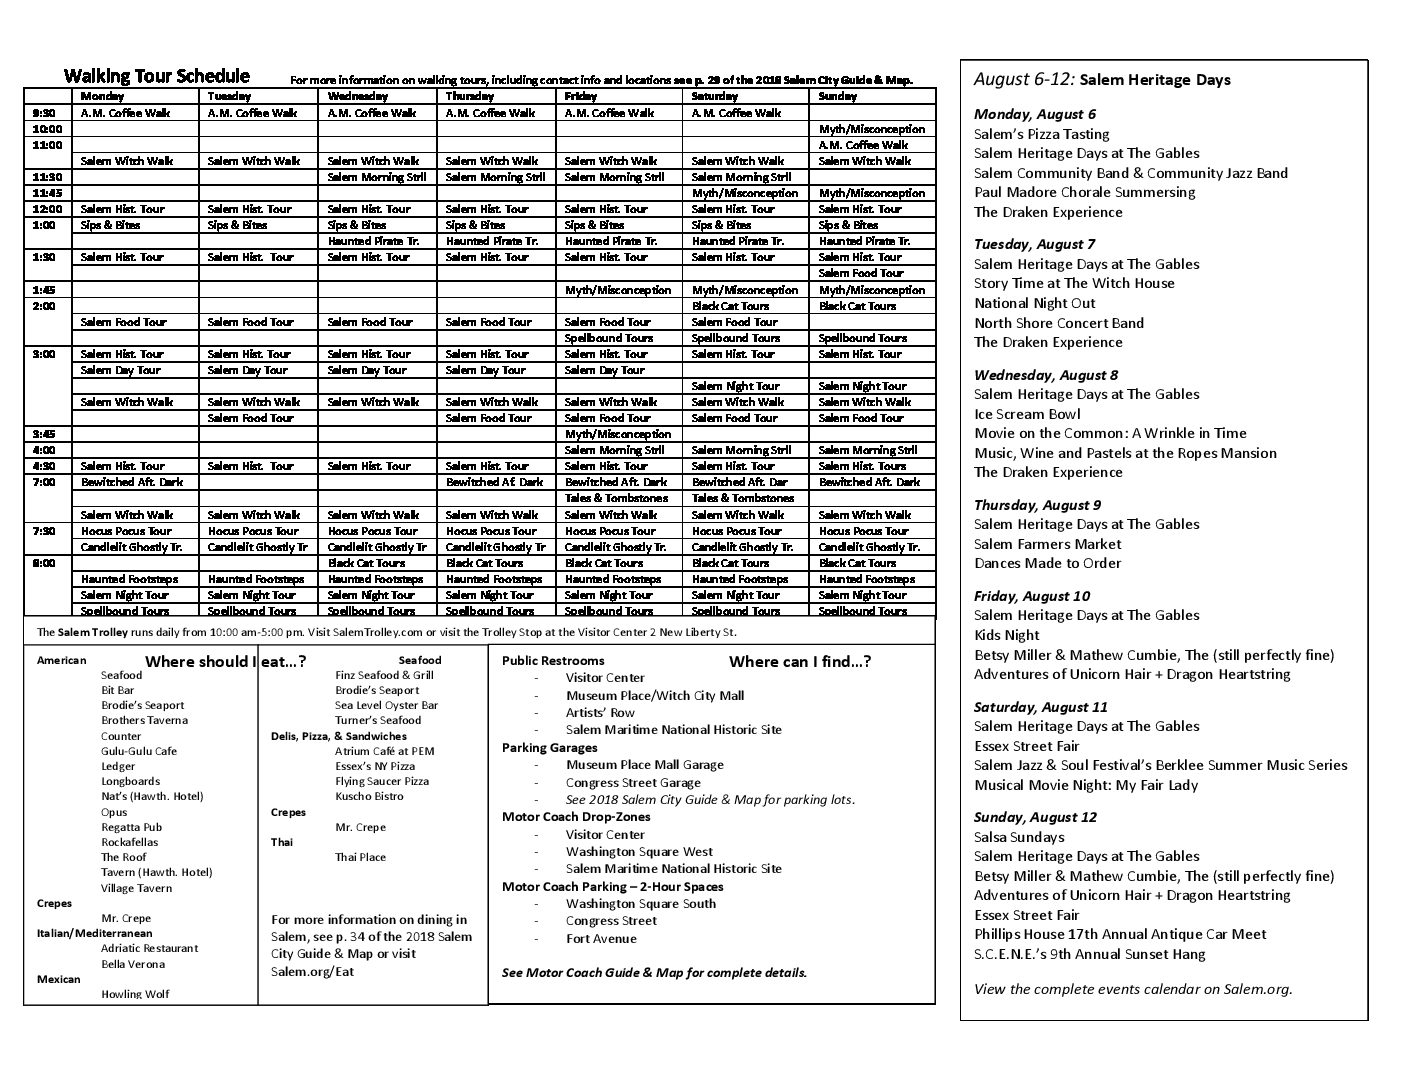 Walking Tour Schedule For more information on walking tours, including contact info and locations see p. 29 of the 2018 Salem City Guide & Map.
Monday Tuesday Wednesday Thursday Friday Saturday Sunday
9:30 A.M. Coffee Walk A.M. Coffee Walk A.M. Coffee Walk A.M. Coffee Walk A.M. Coffee Walk A.M. Coffee Walk
10:00 Myth/Misconception
11:00 A.M. Coffee Walk
Salem Witch Walk Salem Witch Walk Salem Witch Walk Salem Witch Walk Salem Witch Walk Salem Witch Walk Salem Witch Walk
11:30 Salem Morning Strll Salem Morning Strll Salem Morning Strll Salem Morning Strll
11:45 Myth/Misconception Myth/Misconception
12:00 Salem Hist. Tour Salem Hist. Tour Salem Hist. Tour Salem Hist. Tour Salem Hist. Tour Salem Hist. Tour Salem Hist. Tour
1:00 Sips & Bites Sips & Bites Sips & Bites Sips & Bites Sips & Bites Sips & Bites Sips & Bites
Haunted Pirate Tr. Haunted Pirate Tr. Haunted Pirate Tr. Haunted Pirate Tr. Haunted Pirate Tr.
1:30 Salem Hist. Tour Salem Hist. Tour Salem Hist. Tour Salem Hist. Tour Salem Hist. Tour Salem Hist. Tour Salem Hist. Tour
Salem Food Tour
1:45 Myth/Misconception Myth/Misconception Myth/Misconception
2:00 Black Cat Tours Black Cat Tours
Salem Food Tour Salem Food Tour Salem Food Tour Salem Food Tour Salem Food Tour Salem Food Tour
Spellbound Tours Spellbound Tours Spellbound Tours
3:00 Salem Hist. Tour Salem Hist. Tour Salem Hist. Tour Salem Hist. Tour Salem Hist. Tour Salem Hist. Tour Salem Hist. Tour
Salem Day Tour Salem Day Tour Salem Day Tour Salem Day Tour Salem Day Tour
Salem Night Tour Salem Night Tour
Salem Witch Walk Salem Witch Walk Salem Witch Walk Salem Witch Walk Salem Witch Walk Salem Witch Walk Salem Witch Walk
Salem Food Tour Salem Food Tour Salem Food Tour Salem Food Tour Salem Food Tour
3:45 Myth/Misconception
4:00 Salem Morning Strll Salem Morning Strll Salem Morning Strll
4:30 Salem Hist. Tour Salem Hist. Tour Salem Hist. Tour Salem Hist. Tour Salem Hist. Tour Salem Hist. Tour Salem Hist. Tours
7:00 Bewitched Aft. Dark Bewitched Af. Dark Bewitched Aft. Dark Bewitched Aft. Dar Bewitched Aft. Dark
Tales & Tombstones Tales & Tombstones
Salem Witch Walk Salem Witch Walk Salem Witch Walk Salem Witch Walk Salem Witch Walk Salem Witch Walk Salem Witch Walk
7:30 Hocus Pocus Tour Hocus Pocus Tour Hocus Pocus Tour Hocus Pocus Tour Hocus Pocus Tour Hocus Pocus Tour Hocus Pocus Tour
Candlelit Ghostly Tr. Candlelit Ghostly Tr Candlelit Ghostly Tr Candlelit Ghostly Tr Candlelit Ghostly Tr. Candlelit Ghostly Tr. Candlelit Ghostly Tr.
8:00 Black Cat Tours Black Cat Tours Black Cat Tours Black Cat Tours Black Cat Tours
Haunted Footsteps Haunted Footsteps Haunted Footsteps Haunted Footsteps Haunted Footsteps Haunted Footsteps Haunted Footsteps
Salem Night Tour Salem Night Tour Salem Night Tour Salem Night Tour Salem Night Tour Salem Night Tour Salem Night Tour
Spellbound Tours Spellbound Tours Spellbound Tours Spellbound Tours Spellbound Tours Spellbound Tours Spellbound Tours
The Salem Trolley runs daily from 10:00 am-5:00 pm. Visit SalemTrolley.com or visit the Trolley Stop at the Visitor Center 2 New Liberty St.
Where should I eat…?
American
Seafood
Bit Bar
Brodie's Seaport
Brothers Taverna
Counter
Gulu-Gulu Cafe
Ledger
Longboards
Nat's (Hawth. Hotel)
Opus
Regatta Pub
Rockafellas
The Roof
Tavern (Hawth. Hotel)
Village Tavern
Crepes
Mr. Crepe
Italian/Mediterranean
Adriatic Restaurant
Bella Verona
Mexican
Howling Wolf
Seafood
Finz Seafood & Grill
Brodie's Seaport
Sea Level Oyster Bar
Turner's Seafood
Delis, Pizza, & Sandwiches
Atrium Café at PEM
Essex's NY Pizza
Flying Saucer Pizza
Kuscho Bistro
Crepes
Mr. Crepe
Thai
Thai Place
For more information on dining in
Salem, see p. 34 of the 2018 Salem
City Guide & Map or visit
Salem.org/Eat
Where can I find…?
Public Restrooms
- Visitor Center
- Museum Place/Witch City Mall
- Artists' Row
- Salem Maritime National Historic Site
Parking Garages
- Museum Place Mall Garage
- Congress Street Garage
- See 2018 Salem City Guide & Map for parking lots.
Motor Coach Drop-Zones
- Visitor Center
- Washington Square West
- Salem Maritime National Historic Site
Motor Coach Parking – 2-Hour Spaces
- Washington Square South
- Congress Street
- Fort Avenue
See Motor Coach Guide & Map for complete details.
August 6-12: Salem Heritage Days
Monday, August 6
Salem's Pizza Tasting
Salem Heritage Days at The Gables
Salem Community Band & Community Jazz Band
Paul Madore Chorale Summersing
The Draken Experience
Tuesday, August 7
Salem Heritage Days at The Gables
Story Time at The Witch House
National Night Out
North Shore Concert Band
The Draken Experience
Wednesday, August 8
Salem Heritage Days at The Gables
Ice Scream Bowl
Movie on the Common: A Wrinkle in Time
Music, Wine and Pastels at the Ropes Mansion
The Draken Experience
Thursday, August 9
Salem Heritage Days at The Gables
Salem Farmers Market
Dances Made to Order
Friday, August 10
Salem Heritage Days at The Gables
Kids Night
Betsy Miller & Mathew Cumbie, The (still perfectly fine)
Adventures of Unicorn Hair + Dragon Heartstring
Saturday, August 11
Salem Heritage Days at The Gables
Essex Street Fair
Salem Jazz & Soul Festival's Berklee Summer Music Series
Musical Movie Night: My Fair Lady
Sunday, August 12
Salsa Sundays
Salem Heritage Days at The Gables
Betsy Miller & Mathew Cumbie, The (still perfectly fine)
Adventures of Unicorn Hair + Dragon Heartstring
Essex Street Fair
Phillips House 17th Annual Antique Car Meet
S.C.E.N.E.'s 9th Annual Sunset Hang
View the complete events calendar on Salem.org.